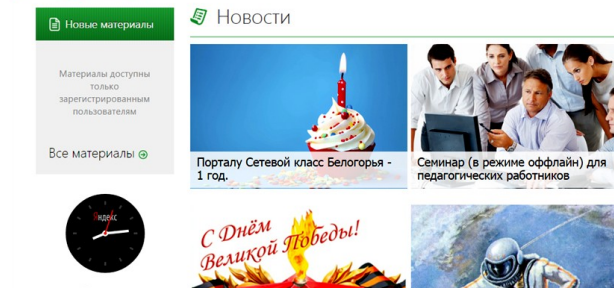 Новые материалы
Материалы доступны
только
зарегистрированным
пользователям
Все материалы
Яндекс
Новости
Порталу Сетевой класс Белогорья -
1 год.
Семинар (в режиме оффлайн) для
педагогических работников
С Днём
Великой Победы!